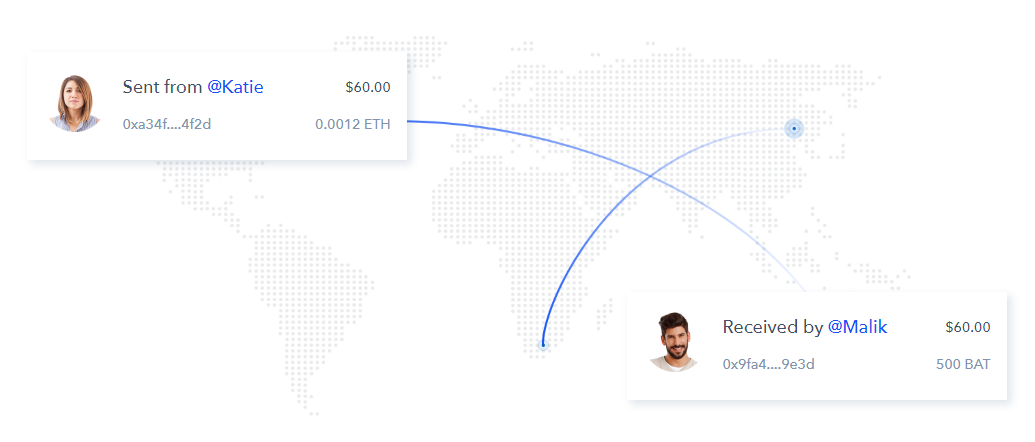 Sent from @Katie $60.00
0xa34f....4f2d 0.0012 ETH
Received by @Malik $60.00
0x9fa4....9e3d 500 BAT